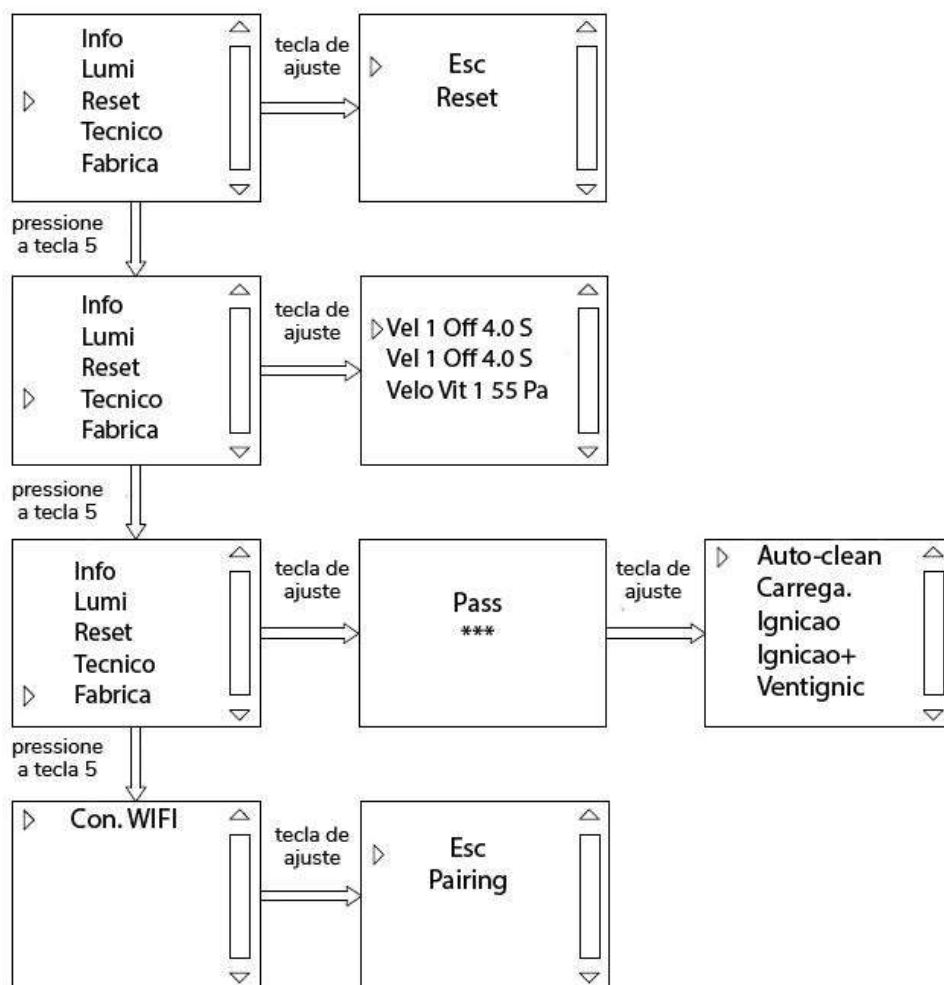 Info
Lumi
Reset
Tecnico
Fabrica
tecla de
ajuste
Esc
Reset
pressione
a tecla 5
Info
Lumi
Reset
Tecnico
Fabrica
tecla de
ajuste
Vel 1 Off 4.0 S
Vel 1 Off 4.0 S
Velo Vit 1 55 Pa
pressione
a tecla 5
Info
Lumi
Reset
Tecnico
Fabrica
tecla de
ajuste
Pass
***
tecla de
ajuste
Auto-clean
Carrega.
Ignicao
Ignicao+
Ventignic
pressione
a tecla 5
Con. WIFI
tecla de
ajuste
Esc
Pairing